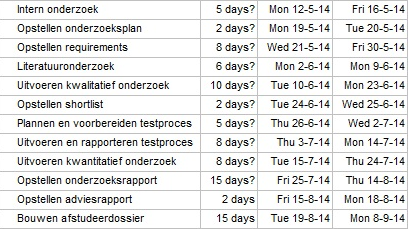 Intern onderzoek 5 days? Mon 12-5-14 Fri 16-5-14
Opstellen onderzoeksplan 2 days? Mon 19-5-14 Tue 20-5-14
Opstellen requirements 8 days? Wed 21-5-14 Fri 30-5-14
Literatuuronderzoek 6 days? Mon 2-6-14 Mon 9-6-14
Uitvoeren kwalitatief onderzoek 10 days? Tue 10-6-14 Mon 23-6-14
Opstellen shortlist 2 days? Tue 24-6-14 Wed 25-6-14
Plannen en voorbereiden testproces 5 days? Thu 26-6-14 Wed 2-7-14
Uitvoeren en rapporteren testproces 8 days? Thu 3-7-14 Mon 14-7-14
Uitvoeren kwantitatief onderzoek 8 days? Tue 15-7-14 Thu 24-7-14
Opstellen onderzoeksrapport 15 days? Fri 25-7-14 Thu 14-8-14
Opstellen adviesrapport 2 days Fri 15-8-14 Mon 18-8-14
Bouwen afstudeerdossier 15 days Tue 19-8-14 Mon 8-9-14